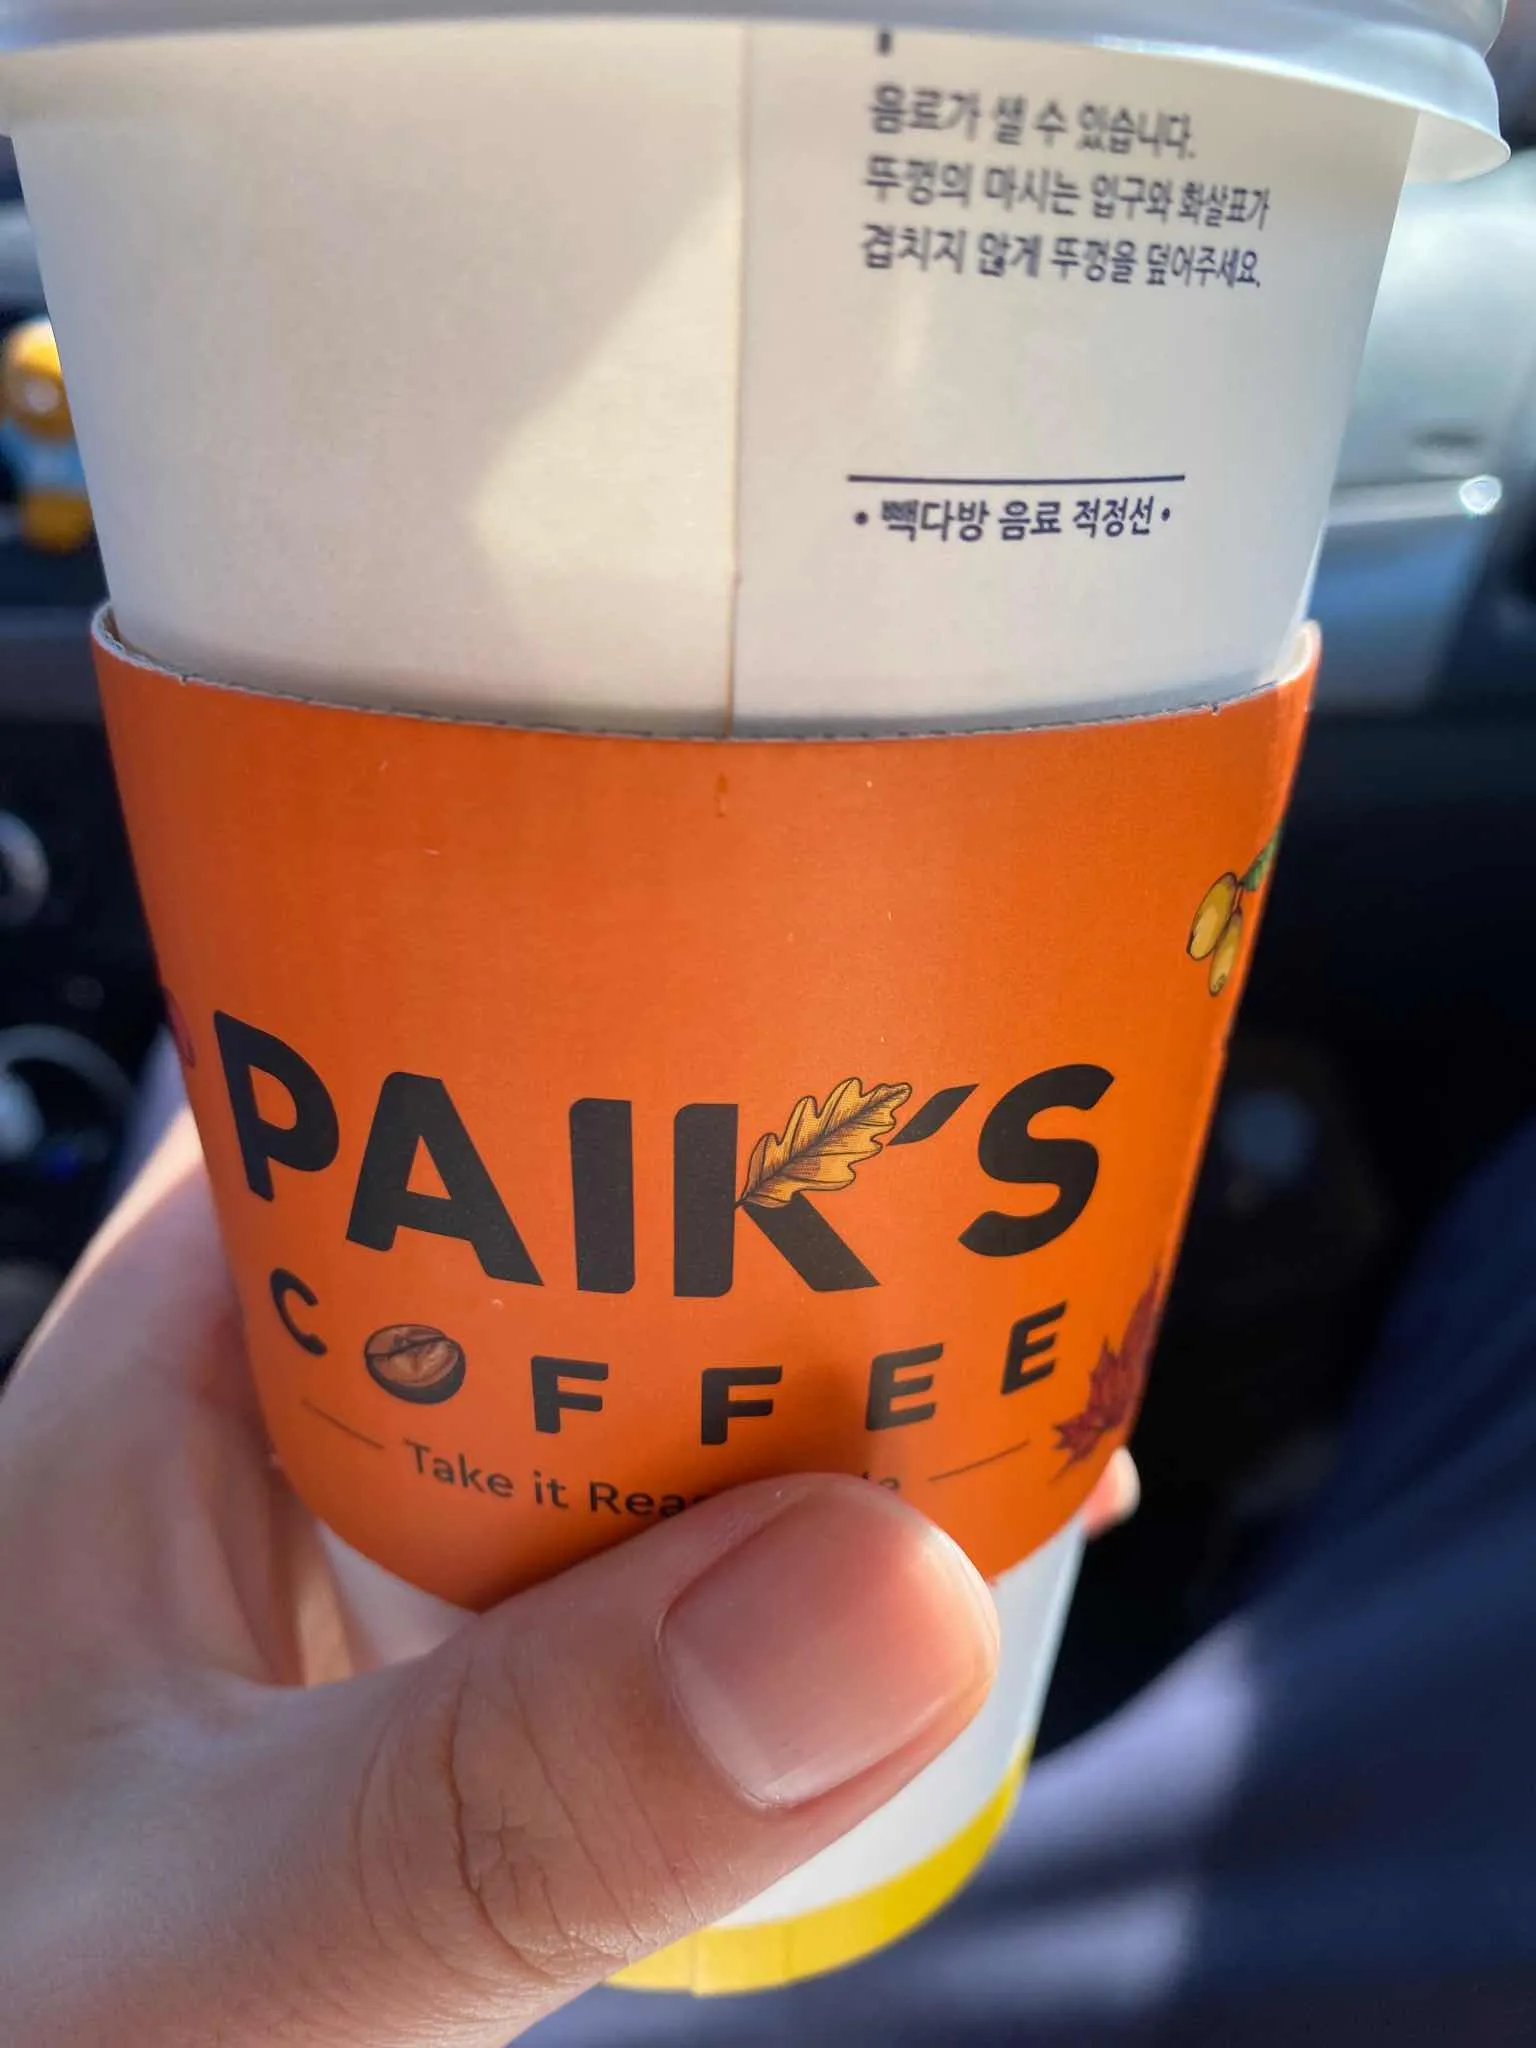 음료가 샐 수 있습니다.
뚜껑의 마시는 입구와 화살표가
겹치지 않게 뚜껑을 덮어주세요.
• 빽다방 음료 적정선 •
PAIK'S
COFFEE
Take it